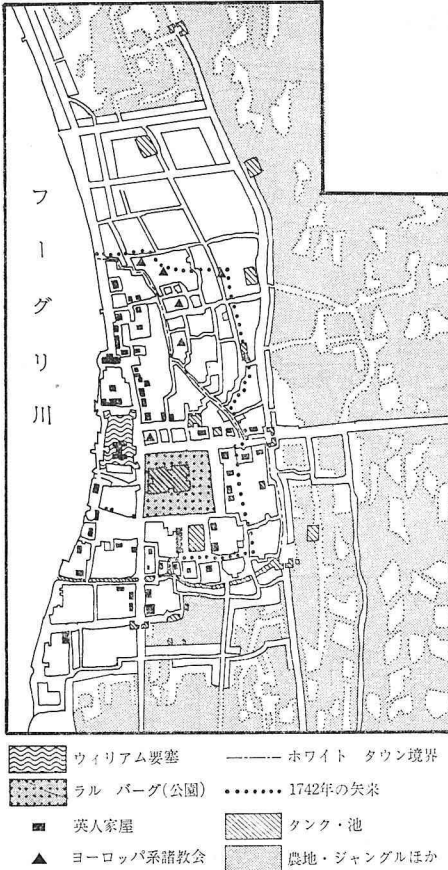 フーグリ川
ウィリアム要塞
ホワイト タウン境界
ラル バーグ(公園)
1742年の矢来
英人家屋
タンク・池
ヨーロッパ系諸教会
農地・ジャングルほか